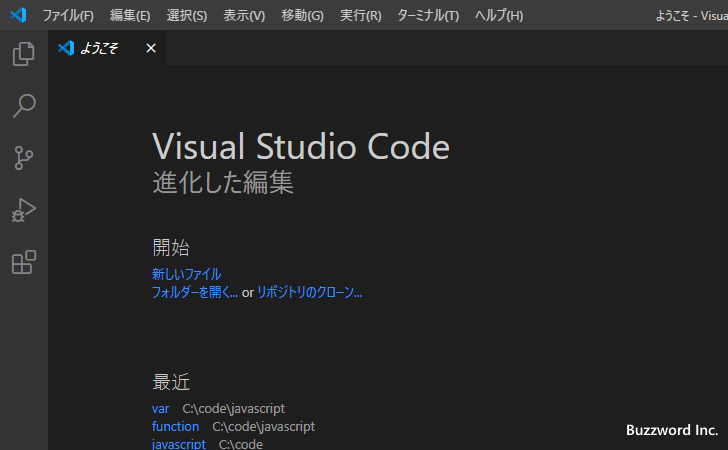 ファイル(F) 編集(E) 選択(S) 表示(V) 移動(G) 実行(R) ターミナル(T) ヘルプ(H) ようこそ - Visua
ようこそ ×
Visual Studio Code
進化した編集
開始
新しいファイル
フォルダーを開く... or リポジトリのクローン...
最近
var C:\code\javascript
function C:\code\javascript
javascript C:\code
Buzzword Inc.